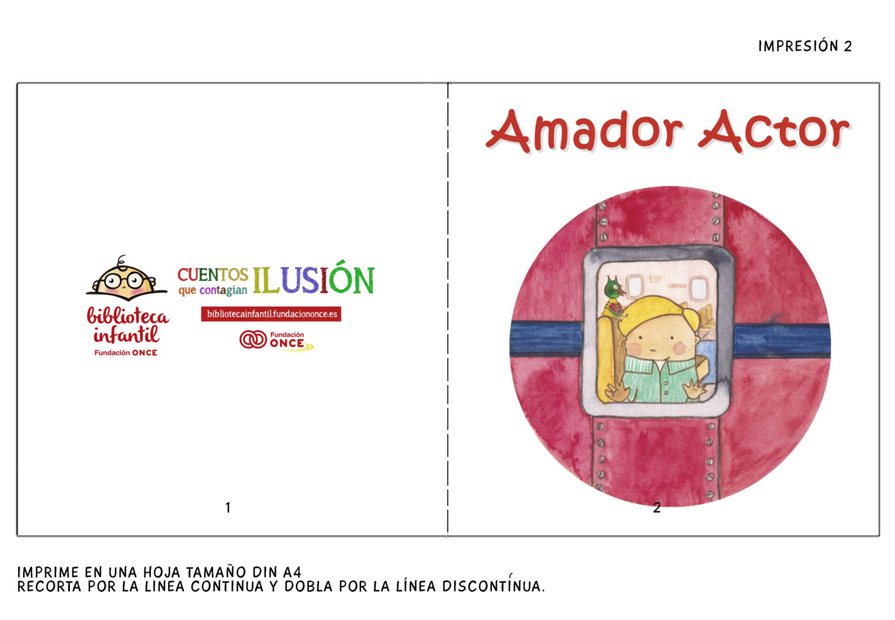 IMPRESIÓN 2
Amador Actor
biblioteca
infantil
Fundación ONCE
CUENTOS
que contagian
ILUSIÓN
bibliotecainfantil.fundaciononce.es
Fundación
ONCE
1
2
IMPRIME EN UNA HOJA TAMAÑO DIN A4
RECORTA POR LA LINEA CONTINUA Y DOBLA POR LA LÍNEA DISCONTÍNUA.